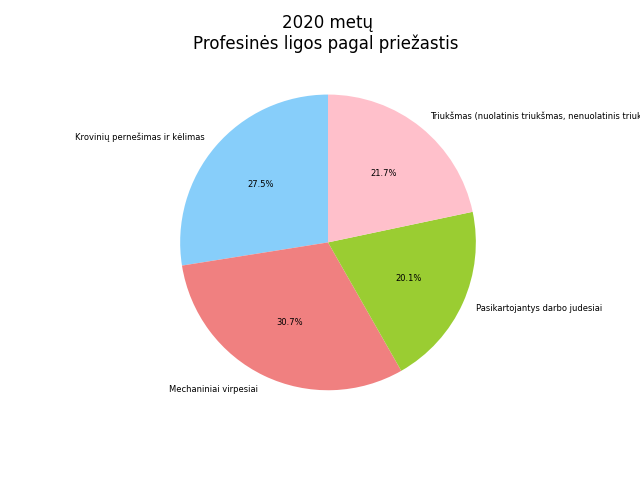 2020 metų
Profesinės ligos pagal priežastis
Triukšmas (nuolatinis triukšmas, nenuolatinis
Krovinių pernešimas ir kėlimas
21.7%
27.5%
20.1%
Pasikartojantys darbo judesiai
30.7%
Mechaniniai virpesiai